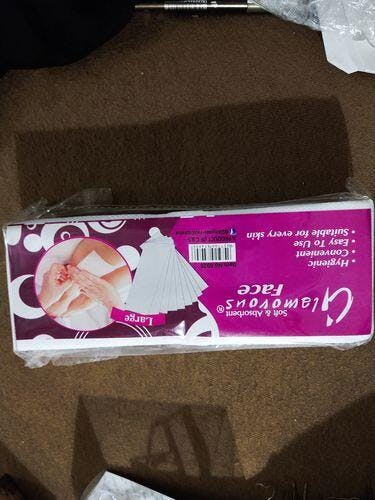 Soft & Absorbent
Glamorous®
Face
• Hygienic
• Convenient
• Easy To Use
• Suitable for every skin
Large